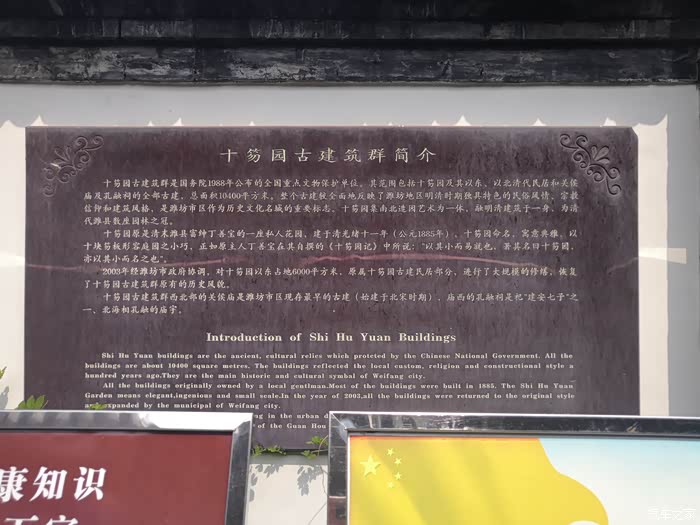 十笏园古建筑群简介
十笏园古建筑群是国务院1988年公布的全国重点文物保护单位。其范围包括十笏园及其以东、以北清代民居和关侯
庙及孔融祠的全部古建。总面积10400平方米。整个古建驳全面地反映了潍坊地区明清时期独具特色的民俗风情、宗教
信仰和建筑风格，是潍坊市区作为历史文化名城的重要标志。十笏园集南北造园艺术为一体，融明清建筑于一身，为清
代潍县数座园林之冠。
十笏园原是清末潍县富绅丁善宝的一座私人花园，建于清光绪十一年（公元1885年），十笏园命名，寓意典雅，以
十块笏板形容庭园之小巧，正如原主人丁善宝在其自撰的《十笏园记》中所说："以其小而易就也，署其名曰十笏园，
亦以其小而名之也"。
2003年经潍坊市政府协调，对十笏园以东占地6000平方米，原属十笏园古建民居部分，进行了大规模的修缮，恢复
了十笏园古建筑群原有的历史风貌。
十笏园古建筑群西北部的关侯庙是潍坊市区现存最早的古建（始建于北宋时期），庙西的孔融祠是祀"建安七子"之
一、北海相孔融的庙宇。
Introduction of Shi Hu Yuan Buildings
Shi Hu Yuan buildings are the ancient, cultural relics which proteted by the Chinese National Government. All the
buildings are about 10400 square metres. The buildings reflected the local custom, religion and constructional style a
hundred years ago.They are the main historic and cultural symbal of Weifang city.
All the buildings originally owned by a local gentlman.Most of the buildings were built in 1885. The Shi Hu Yuan
Garden means elegant,ingenious and small scale.In the year of 2003,all the buildings were returned to the original style
and expanded by the municipal of Weifang city.
in the urban
of the Guan Hou
康知识
汽车之家